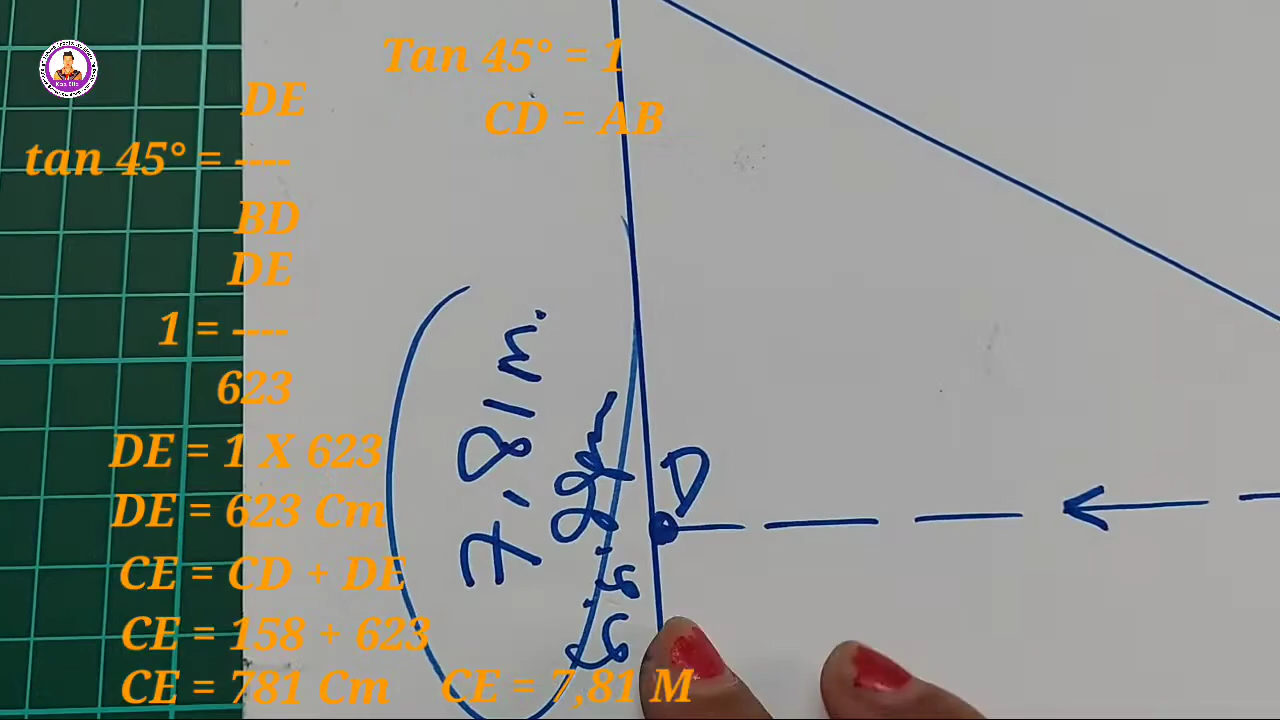 Tan 45° = 1
CD = AB
DE
tan 45° = ----
BD
DE
1 = ----
623
DE = 1 X 623
DE = 623 Cm
CE = CD + DE
CE = 158 + 623
CE = 781 Cm
CE = 7,81 M
7,81 m.
D